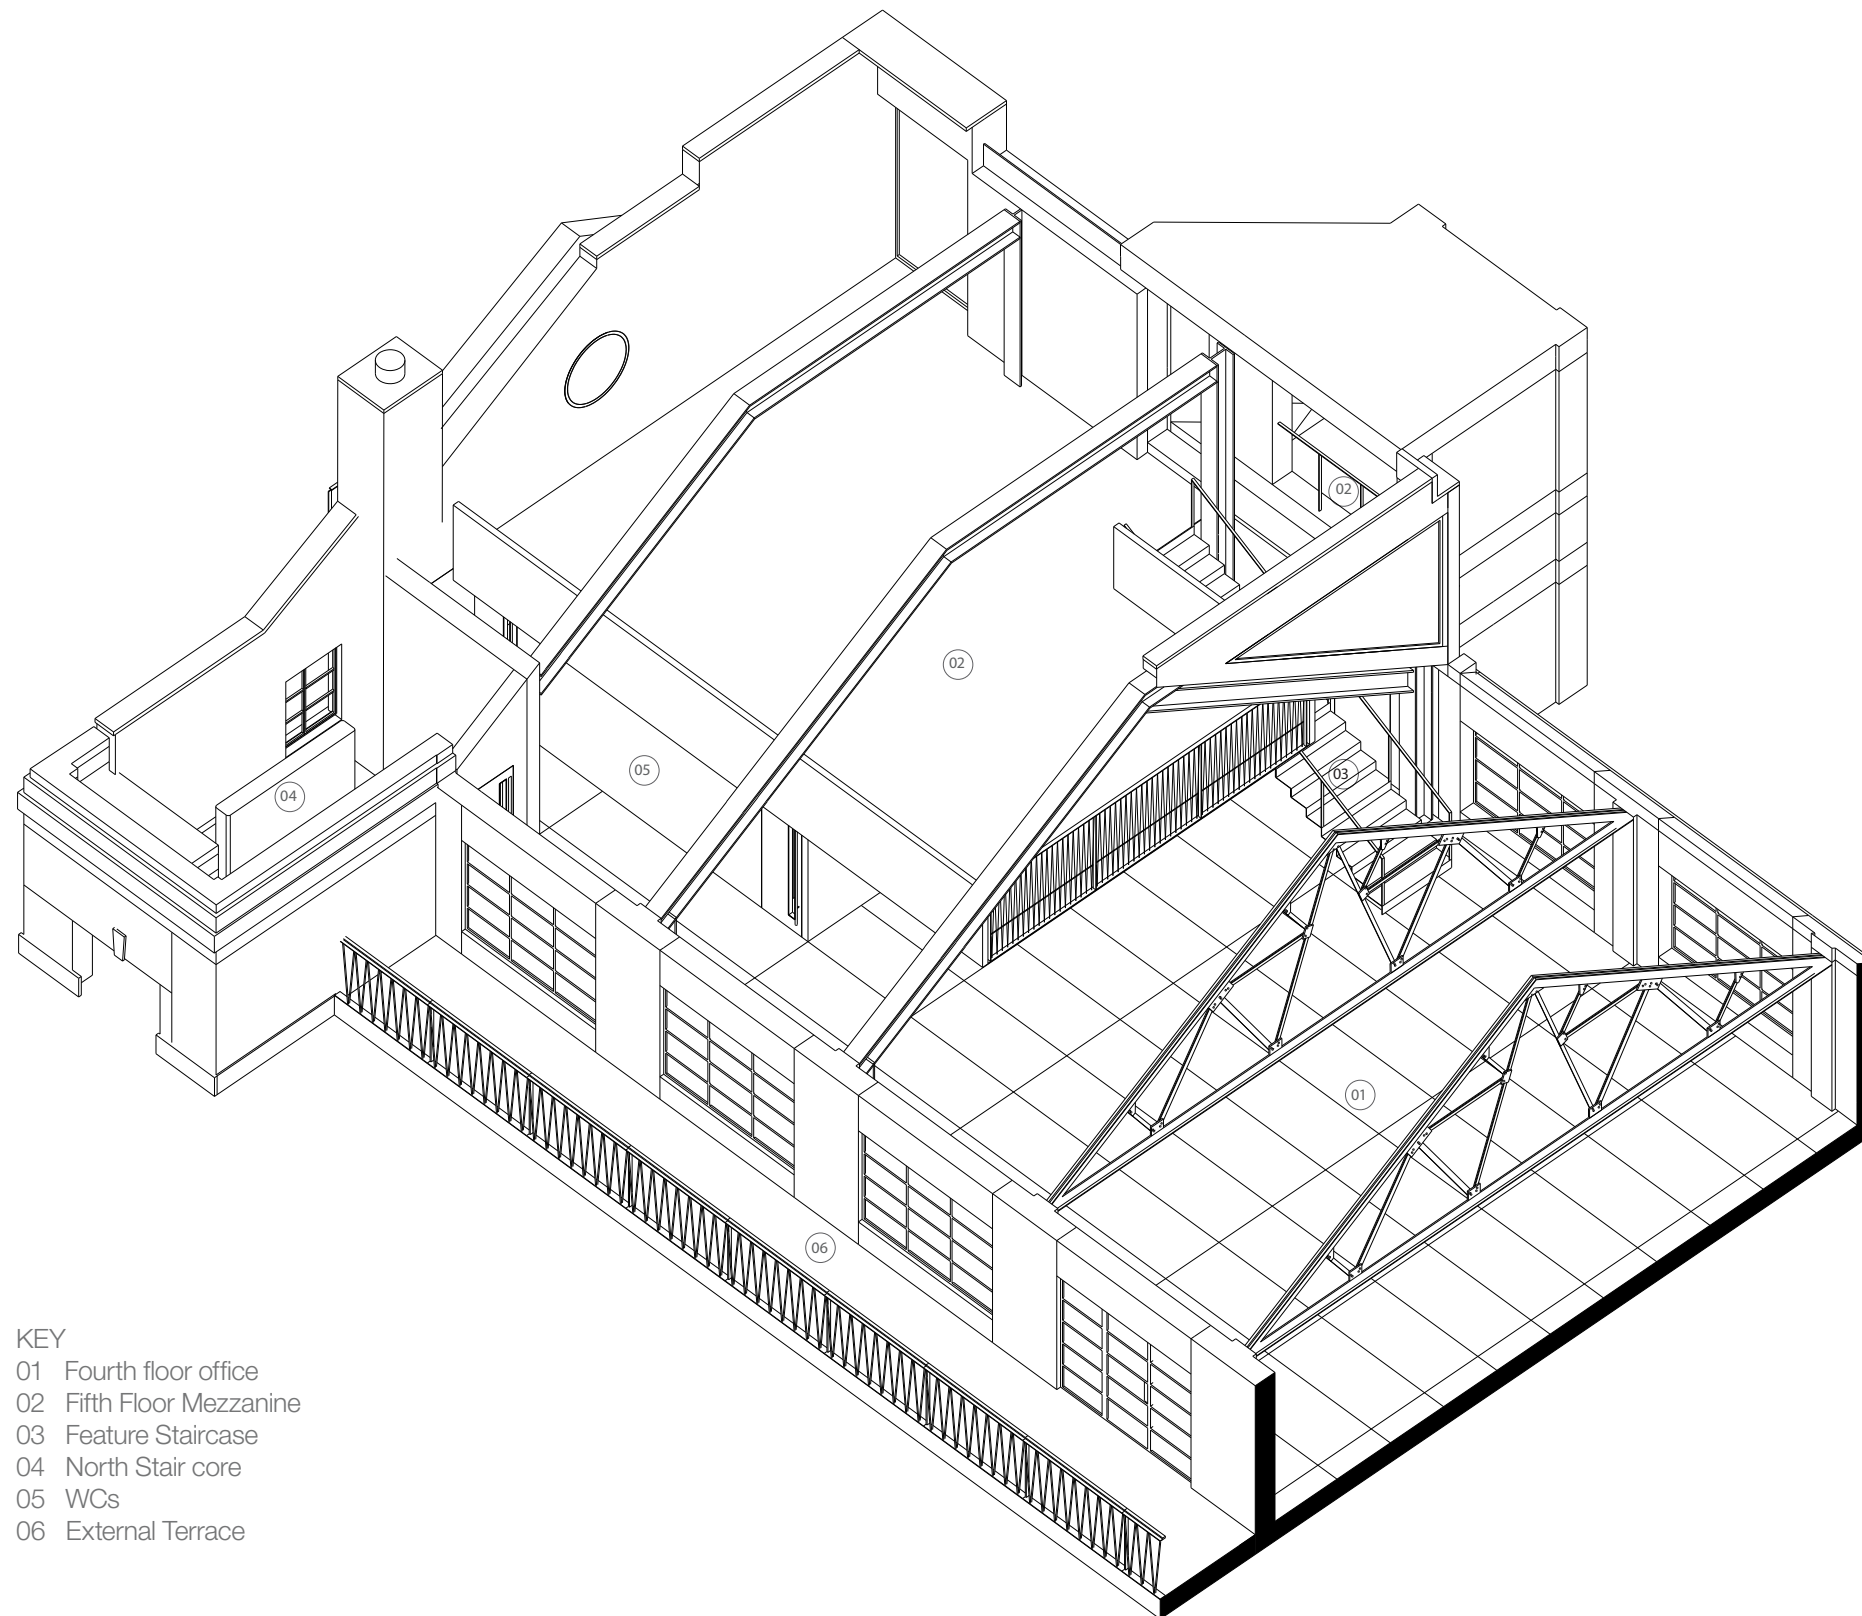 02
02
05
03
04
01
06
KEY
01 Fourth floor office
02 Fifth Floor Mezzanine
03 Feature Staircase
04 North Stair core
05 WCs
06 External Terrace